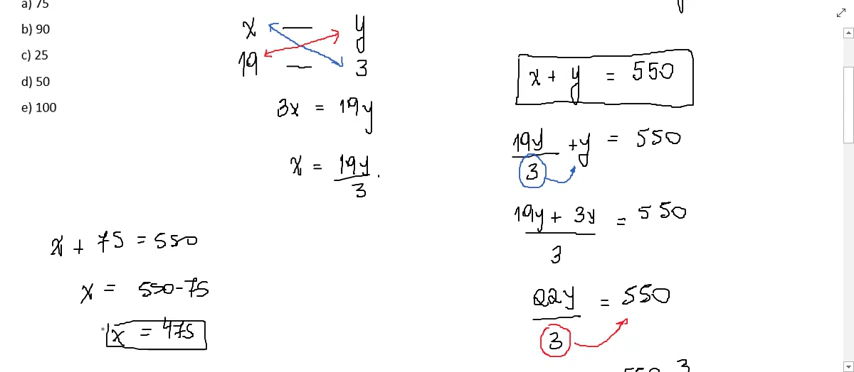 a) 75
b) 90
c) 25
d) 50
e) 100
x — y
19 — 3
3x = 19y
x = 19y/3.
x + 75 = 550
x = 550-75
x = 475
x + y = 550
19y/3 + y = 550
19y + 3y/3 = 550
22y/3 = 550